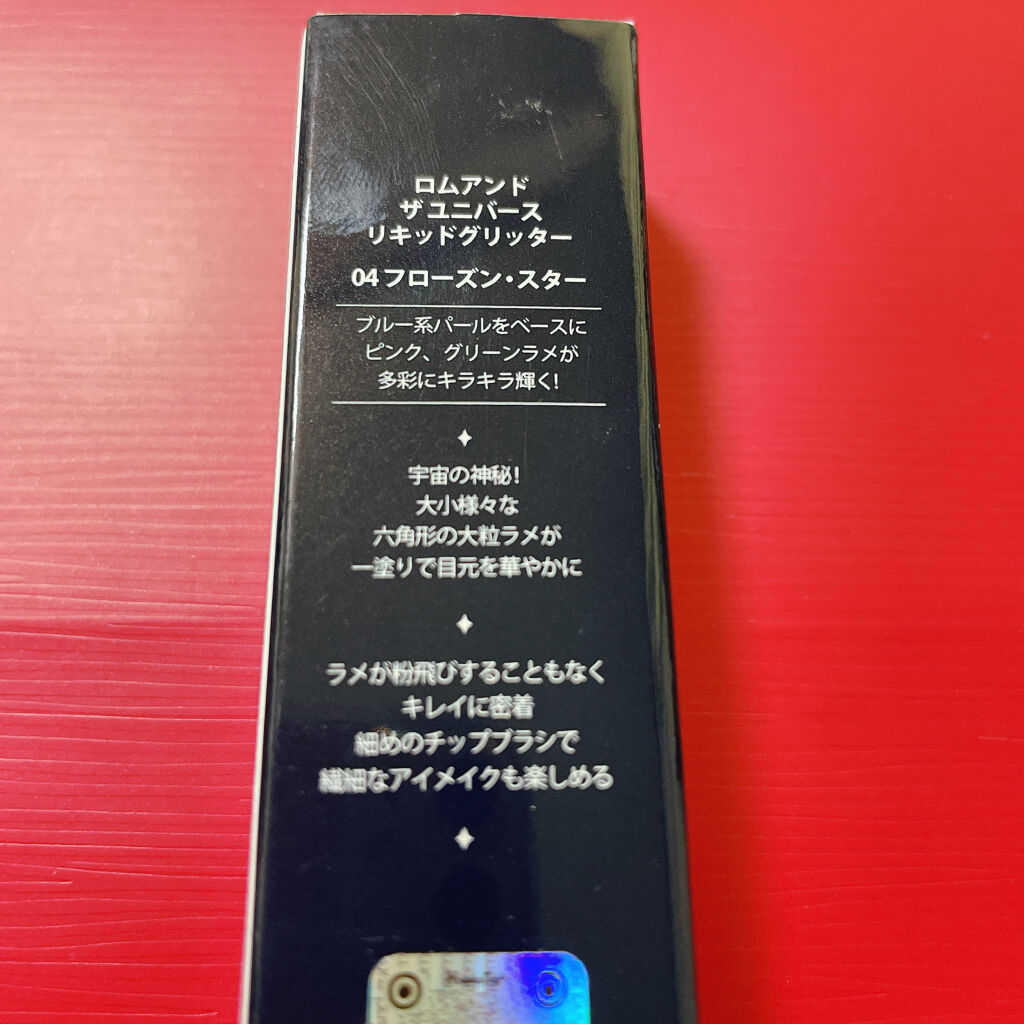 ロムアンド
ザ ユニバース
リキッドグリッター
04 フローズン・スター
ブルー系パールをベースに
ピンク、グリーンラメが
多彩にキラキラ輝く!
宇宙の神秘!
大小様々な
六角形の大粒ラメが
一塗りで目元を華やかに
ラメが粉飛びすることもなく
キレイに密着
細めのチップブラシで
繊細なアイメイクも楽しめる